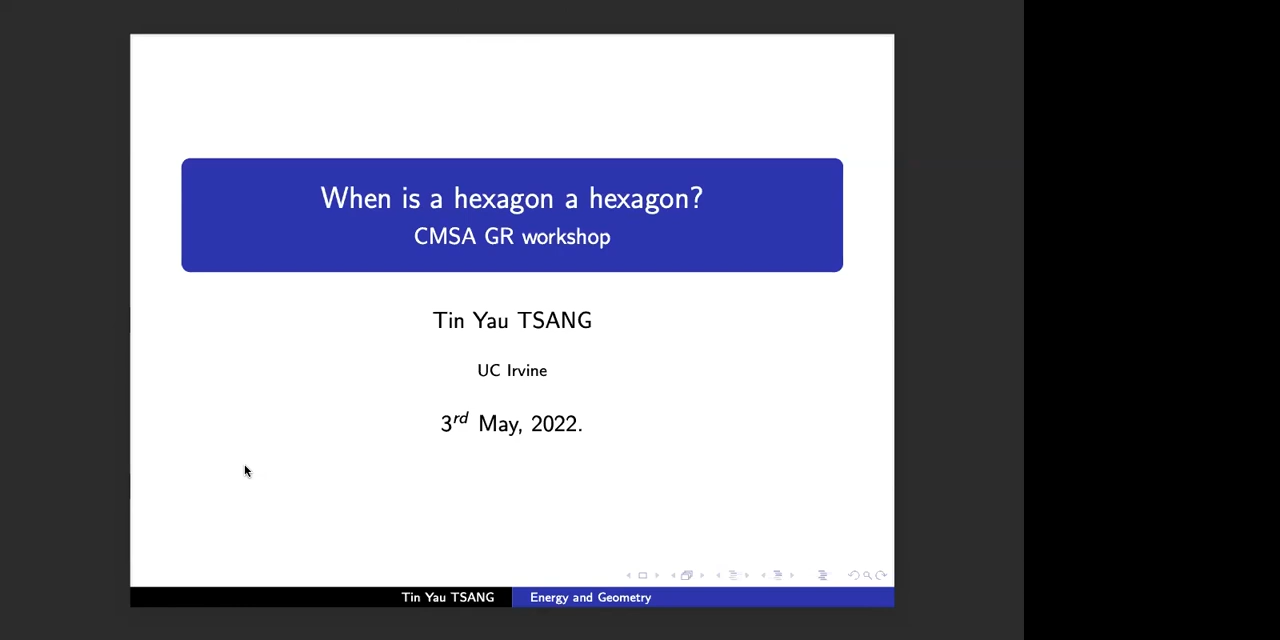 When is a hexagon a hexagon?
CMSA GR workshop
Tin Yau TSANG
UC Irvine
3rd May, 2022.
Tin Yau TSANG
Energy and Geometry